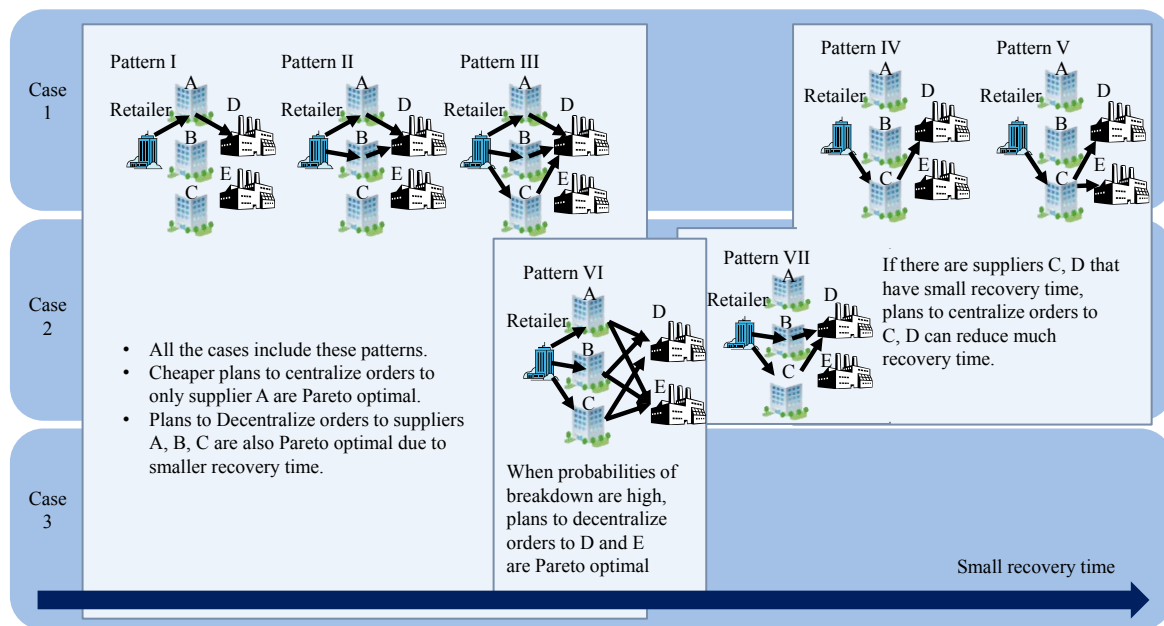 Case
1
Pattern I
A
Retailer
D
B
E
C
Pattern II
A
Retailer
D
B
E
C
Pattern III
A
Retailer
D
B
E
C
Pattern IV
A
Retailer
D
B
E
C
Pattern V
A
Retailer
D
B
E
C
Case
2
• All the cases include these patterns.
• Cheaper plans to centralize orders to
only supplier A are Pareto optimal.
• Plans to Decentralize orders to suppliers
A, B, C are also Pareto optimal due to
smaller recovery time.
Pattern VI
A
Retailer
D
B
E
C
When probabilities of
breakdown are high,
plans to decentralize
orders to D and E
are Pareto optimal
Pattern VII
A
Retailer
D
B
E
C
If there are suppliers C, D that
have small recovery time,
plans to centralize orders to
C, D can reduce much
recovery time.
Case
3
Small recovery time